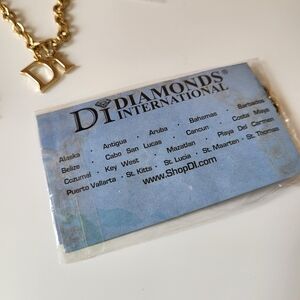 DI
DI DIAMONDS®
INTERNATIONAL
Alaska · Antigua · Aruba · Bahamas · Barbados
Belize · Cabo San Lucas · Cancun · Costa Maya
Cozumel · Key West · Mazatlan · Playa Del Carmen
Puerto Vallarta · St. Kitts · St. Lucia · St. Maarten · St. Thomas
www.ShopDI.com